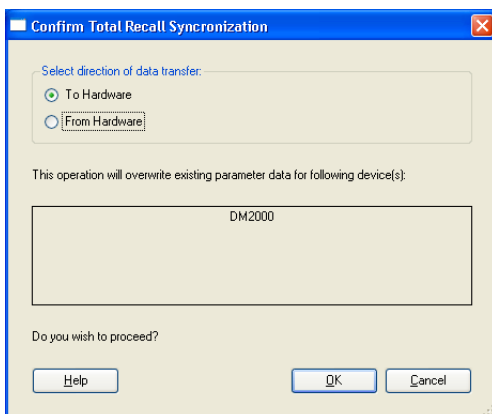 Confirm Total Recall Syncronization
Select direction of data transfer:
To Hardware
From Hardware
This operation will overwrite existing parameter data for following device(s):
DM2000
Do you wish to proceed?
Help OK Cancel